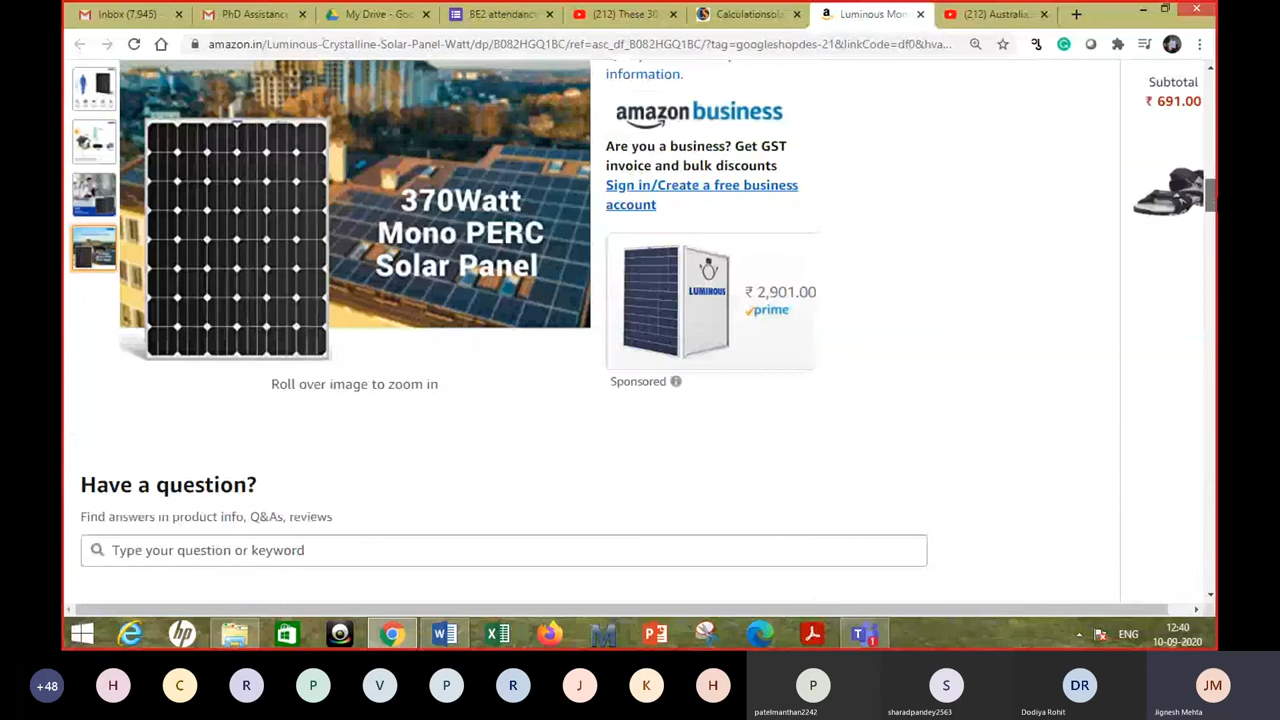 Inbox (7,945)
PhD Assistance
My Drive - Goo
BE2 attendanc
(212) These 30
Calculationsola
Luminous Mon
(212) Australia
amazon.in/Luminous-Crystalline-Solar-Panel-Watt/dp/B082HGQ1BC/ref=asc_df_B082HGQ1BC/?tag=googleshopdes-21&linkCode=df0&hva...
information.
Subtotal
₹ 691.00
amazon business
Are you a business? Get GST
invoice and bulk discounts
Sign in/Create a free business
account
370Watt
Mono PERC
Solar Panel
LUMINOUS
₹ 2,901.00
prime
Roll over image to zoom in
Sponsored
Have a question?
Find answers in product info, Q&As, reviews
Type your question or keyword
ENG
12:40
10-09-2020
+48
H
C
R
P
V
P
R
J
K
H
P
S
DR
JM
patelmanthan2242
sharadpandey2563
Dodiya Rohit
Jignesh Mehta